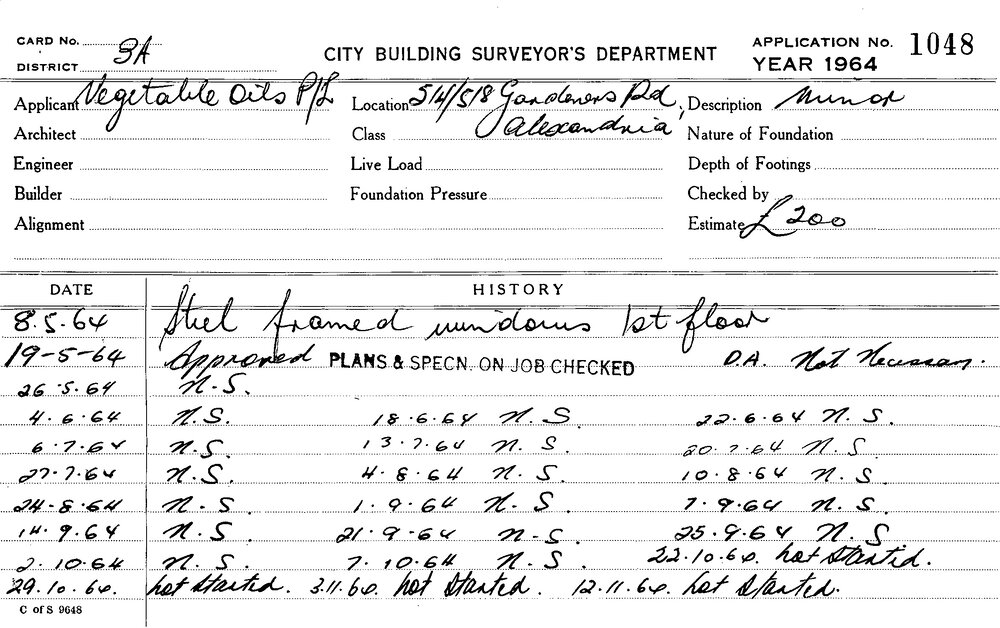 CARD No.
DISTRICT 3A
CITY BUILDING SURVEYOR'S DEPARTMENT
APPLICATION No. 1048
YEAR 1964
Applicant Vegetable Oils P/L Location 514/518 Gardeners Rd, Description Minor
Architect Class Alexandria Nature of Foundation
Engineer Live Load Depth of Footings
Builder Foundation Pressure Checked by
Alignment Estimate £200
DATE HISTORY
8.5.64 Steel framed windows 1st floor
19-5-64 Approved PLANS & SPECN. ON JOB CHECKED D.A. Not Necessary.
26.5.64 N.S.
4.6.64 N.S. 18.6.64 N.S. 22.6.64 N.S.
6.7.64 N.S. 13.7.64 N.S. 20.7.64 N.S.
27.7.64 N.S. 4.8.64 N.S. 10.8.64 N.S.
24.8.64 N.S. 1.9.64 N.S. 7.9.64 N.S.
14.9.64 N.S. 21.9.64 N.S. 25.9.64 N.S.
2.10.64 N.S. 7.10.64 N.S. 22.10.64. not Started.
29.10.64. not Started. 3.11.64. not Started. 12.11.64. not Started.
C of S 9648